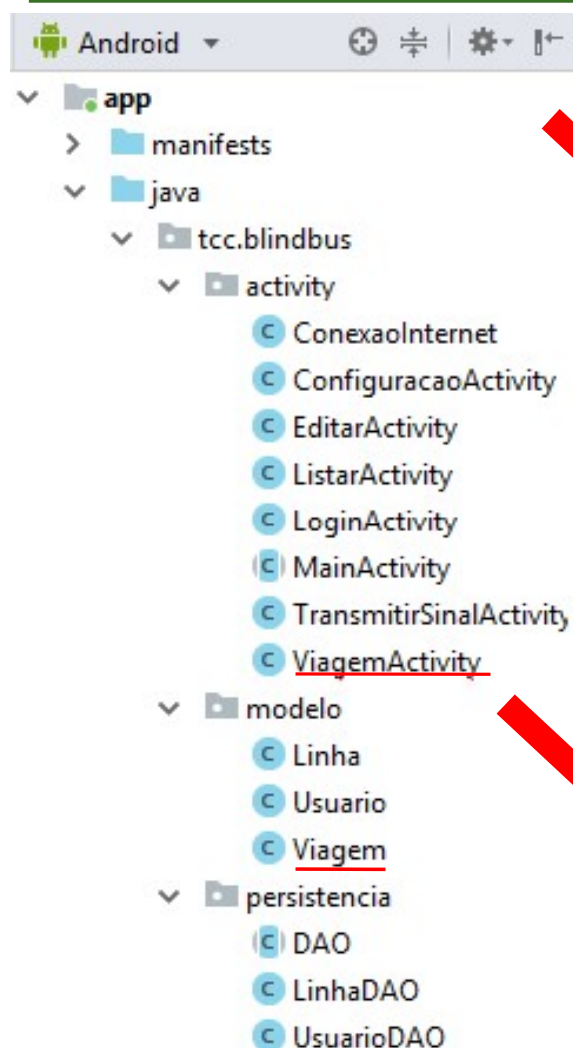 Android
app
manifests
java
tcc.blindbus
activity
C ConexaoInternet
C ConfiguracaoActivity
C EditarActivity
C ListarActivity
C LoginActivity
C MainActivity
C TransmitirSinalActivity
C ViagemActivity
modelo
C Linha
C Usuario
C Viagem
persistencia
C DAO
C LinhaDAO
C UsuarioDAO